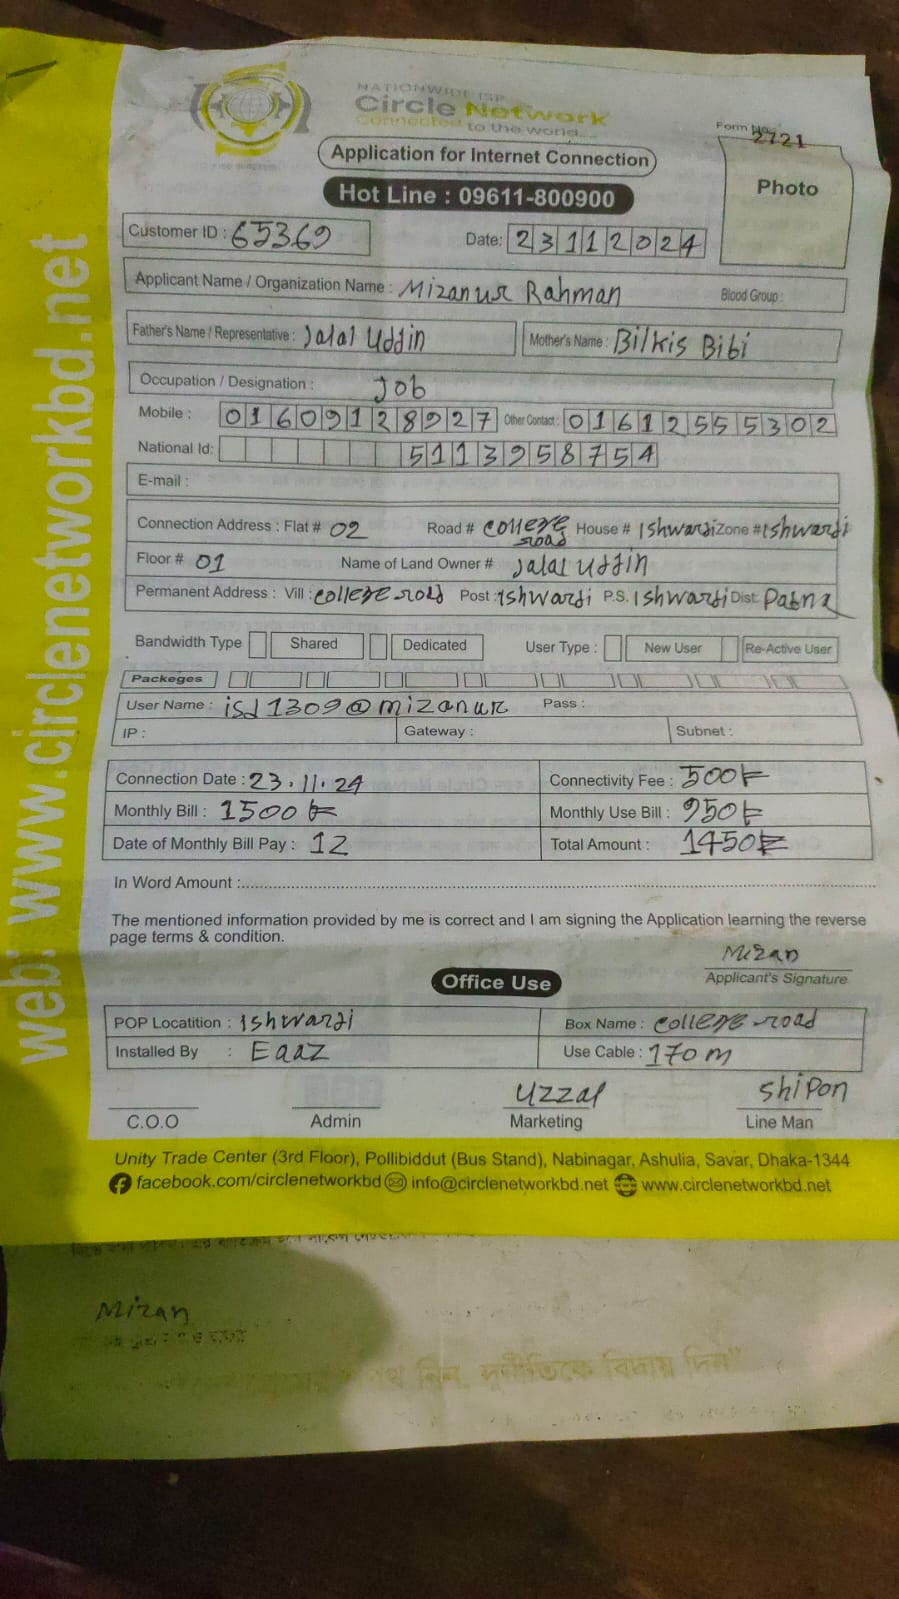 NATIONWIDE ISP
Circle Network
Connected to the world...
Form No. 2721
Application for Internet Connection
Photo
Hot Line : 09611-800900
Customer ID : 65369
Date: 23112024
Applicant Name / Organization Name : Mizanur Rahman Blood Group :
Father's Name / Representative : Jalal Uddin Mother's Name : Bilkis Bibi
Occupation / Designation : Job
Mobile : 01609128927 Other Contact : 01612555302
National Id: 5113958754
E-mail :
Connection Address : Flat # 02 Road # college road House # Ishwardi Zone # Ishwardi
Floor # 01 Name of Land Owner # Jalal Uddin
Permanent Address : Vill : college road Post : Ishwardi P.S. Ishwardi Dist: Pabna
Bandwidth Type Shared Dedicated User Type : New User Re-Active User
Packeges
User Name : isd1309@mizanur Pass :
IP : Gateway : Subnet :
Connection Date : 23.11.24 Connectivity Fee : 500৳
Monthly Bill : 1500৳ Monthly Use Bill : 950৳
Date of Monthly Bill Pay : 12 Total Amount : 1450৳
In Word Amount :
The mentioned information provided by me is correct and I am signing the Application learning the reverse
page terms & condition.
Mizan
Applicant's Signature
Office Use
POP Locatition : Ishwardi Box Name : college road
Installed By : Eaaz Use Cable : 170 m
Uzzal Shipon
C.O.O Admin Marketing Line Man
Unity Trade Center (3rd Floor), Pollibiddut (Bus Stand), Nabinagar, Ashulia, Savar, Dhaka-1344
facebook.com/circlenetworkbd info@circlenetworkbd.net www.circlenetworkbd.net
web: www.circlenetworkbd.net
Mizan
নিন, দুর্নীতিকে বিদায় দিন"